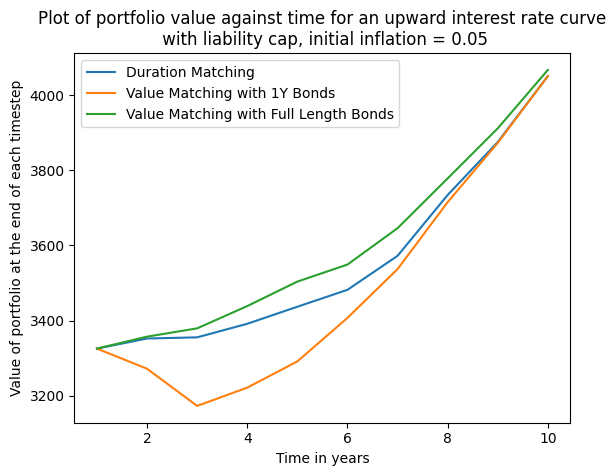 Plot of portfolio value against time for an upward interest rate curve
with liability cap, initial inflation = 0.05
Duration Matching
Value Matching with 1Y Bonds
Value Matching with Full Length Bonds
Value of portfolio at the end of each timestep
4000
3800
3600
3400
3200
2
4
6
8
10
Time in years